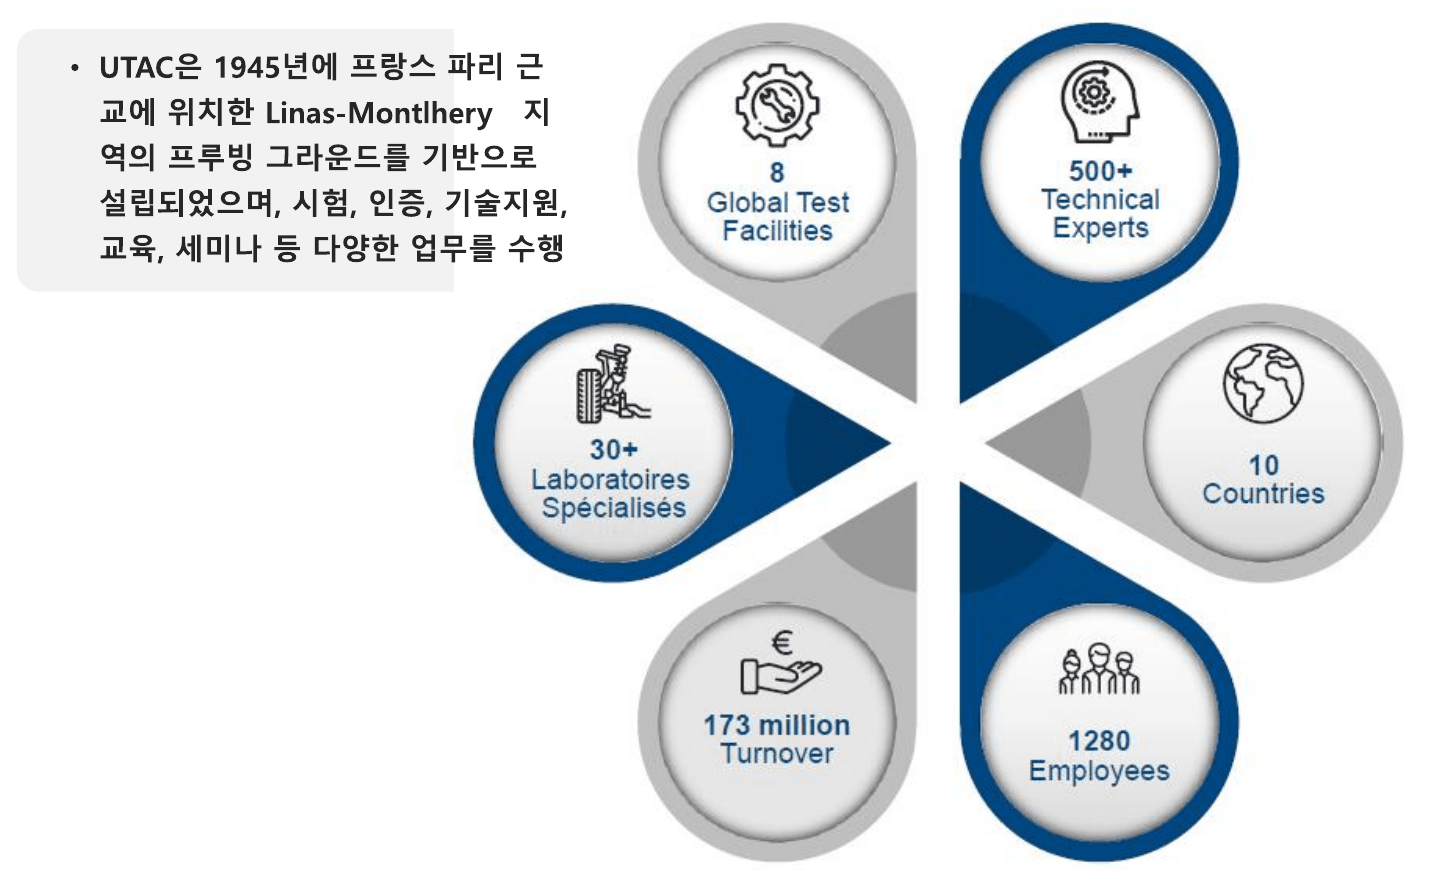 • UTAC은 1945년에 프랑스 파리 근
교에 위치한 Linas-Montlhery 지
역의 프루빙 그라운드를 기반으로
설립되었으며, 시험, 인증, 기술지원,
교육, 세미나 등 다양한 업무를 수행
8
Global Test
Facilities
500+
Technical
Experts
30+
Laboratoires
Spécialisés
10
Countries
€
173 million
Turnover
1280
Employees